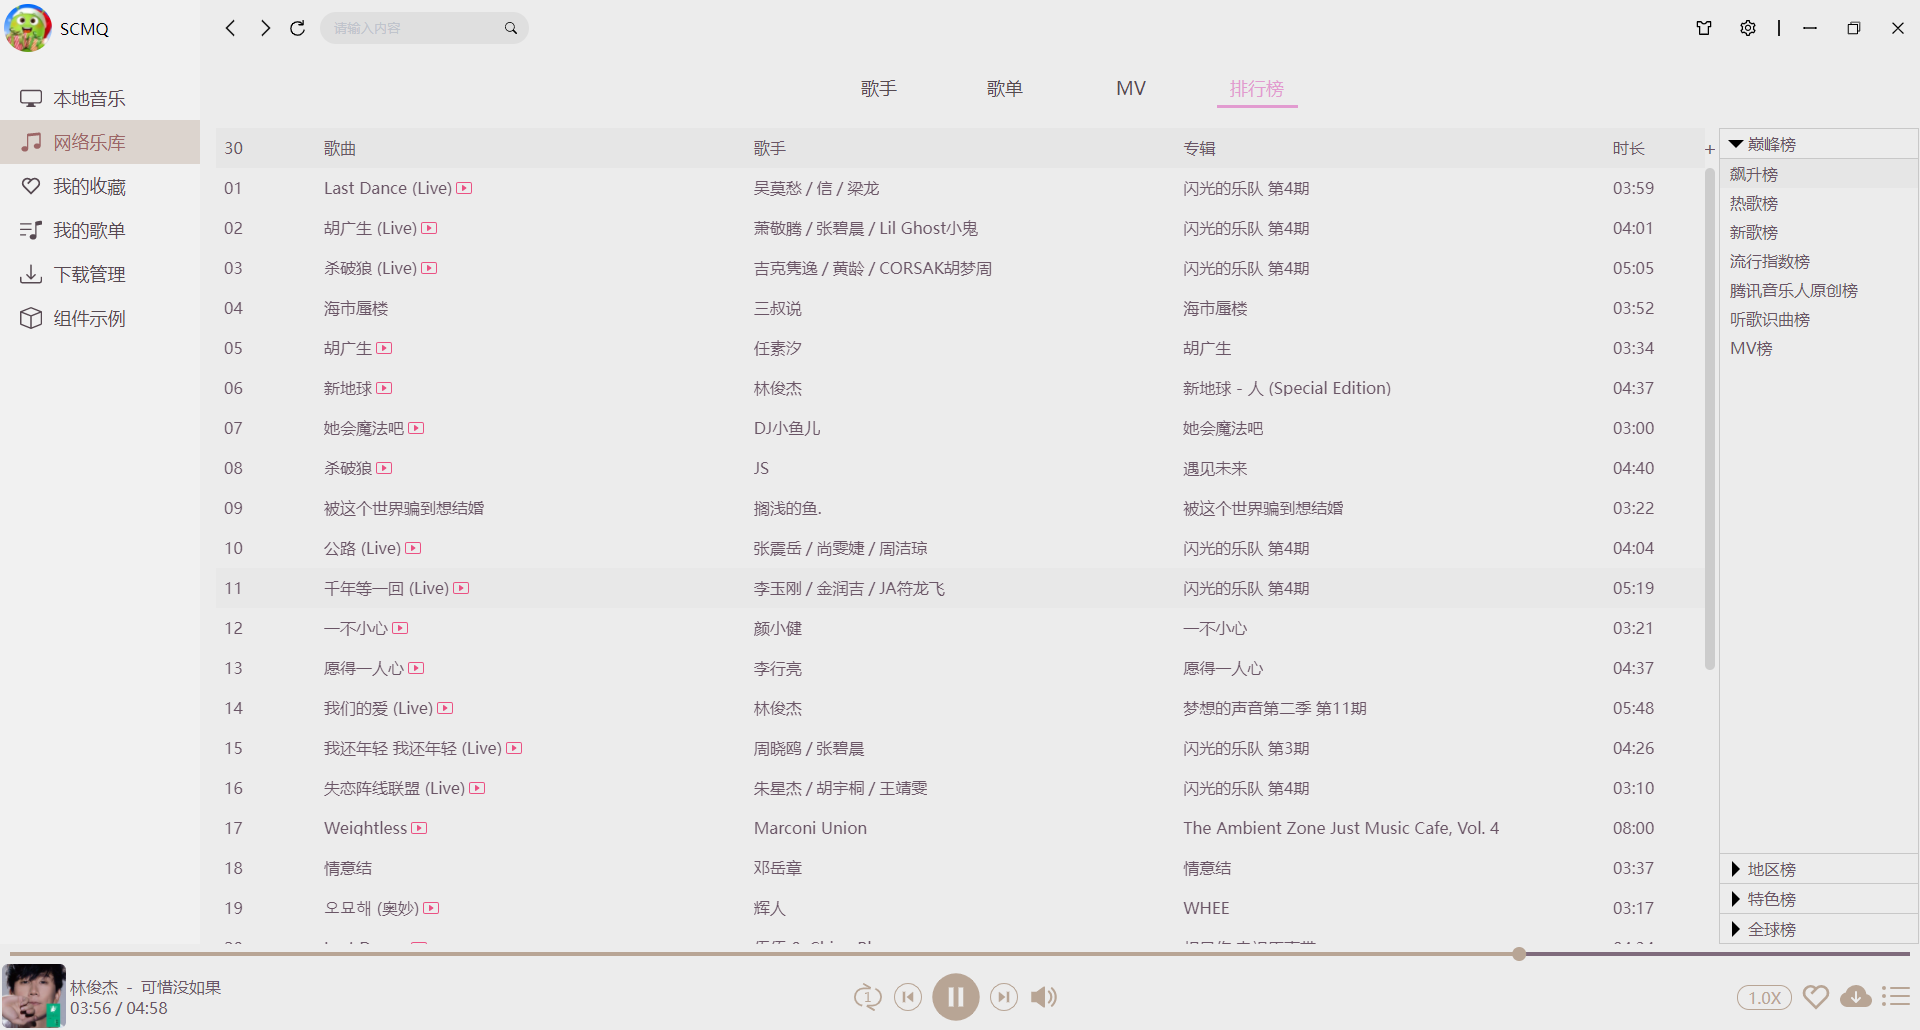 SCMQ
请输入内容
本地音乐
网络乐库
我的收藏
我的歌单
下载管理
组件示例
歌手 歌单 MV 排行榜
30 歌曲 歌手 专辑 时长 +
01 Last Dance (Live) 吴莫愁 / 信 / 梁龙 闪光的乐队 第4期 03:59
02 胡广生 (Live) 萧敬腾 / 张碧晨 / Lil Ghost小鬼 闪光的乐队 第4期 04:01
03 杀破狼 (Live) 吉克隽逸 / 黄龄 / CORSAK胡梦周 闪光的乐队 第4期 05:05
04 海市蜃楼 三叔说 海市蜃楼 03:52
05 胡广生 任素汐 胡广生 03:34
06 新地球 林俊杰 新地球 - 人 (Special Edition) 04:37
07 她会魔法吧 DJ小鱼儿 她会魔法吧 03:00
08 杀破狼 JS 遇见未来 04:40
09 被这个世界骗到想结婚 搁浅的鱼. 被这个世界骗到想结婚 03:22
10 公路 (Live) 张震岳 / 尚雯婕 / 周洁琼 闪光的乐队 第4期 04:04
11 千年等一回 (Live) 李玉刚 / 金润吉 / JA符龙飞 闪光的乐队 第4期 05:19
12 一不小心 颜小健 一不小心 03:21
13 愿得一人心 李行亮 愿得一人心 04:37
14 我们的爱 (Live) 林俊杰 梦想的声音第二季 第11期 05:48
15 我还年轻 我还年轻 (Live) 周晓鸥 / 张碧晨 闪光的乐队 第3期 04:26
16 失恋阵线联盟 (Live) 朱星杰 / 胡宇桐 / 王靖雯 闪光的乐队 第4期 03:10
17 Weightless Marconi Union The Ambient Zone Just Music Cafe, Vol. 4 08:00
18 情意结 邓岳章 情意结 03:37
19 오묘해 (奥妙) 辉人 WHEE 03:17
巅峰榜
飙升榜
热歌榜
新歌榜
流行指数榜
腾讯音乐人原创榜
听歌识曲榜
MV榜
地区榜
特色榜
全球榜
林俊杰 - 可惜没如果
03:56 / 04:58
1
1.0X